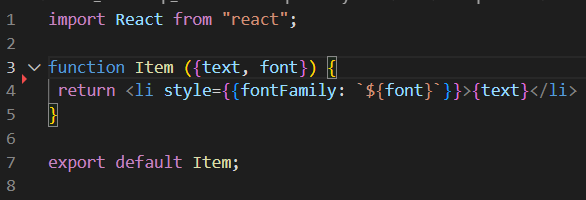 1 import React from "react";
2
3 function Item ({text, font}) {
4 return <li style={{fontFamily: `${font}`}}>{text}</li>
5 }
6
7 export default Item;
8